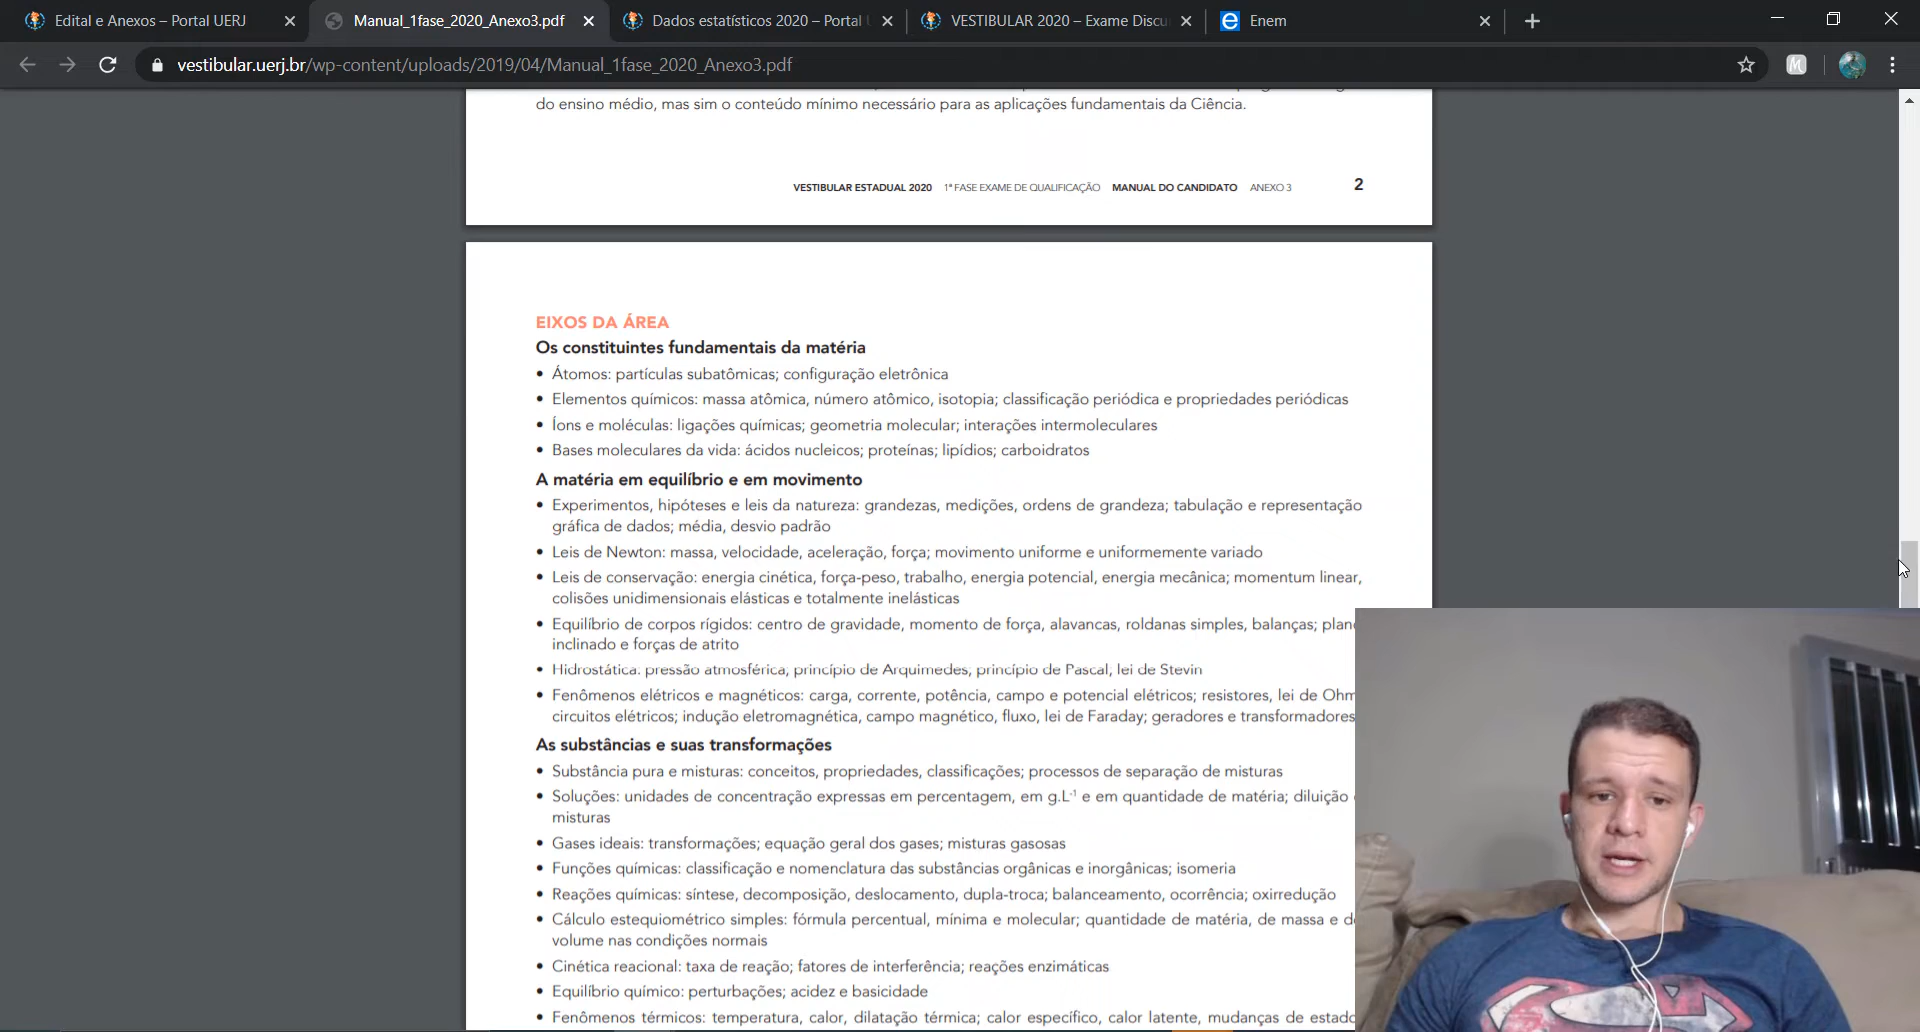 Edital e Anexos – Portal UERJ
Manual_1fase_2020_Anexo3.pdf
Dados estatísticos 2020 – Portal
VESTIBULAR 2020 – Exame Discu
Enem
vestibular.uerj.br/wp-content/uploads/2019/04/Manual_1fase_2020_Anexo3.pdf
M
do ensino médio, mas sim o conteúdo mínimo necessário para as aplicações fundamentais da Ciência.
VESTIBULAR ESTADUAL 2020 1ª FASE EXAME DE QUALIFICAÇÃO MANUAL DO CANDIDATO ANEXO 3 2
EIXOS DA ÁREA
Os constituintes fundamentais da matéria
• Átomos: partículas subatômicas; configuração eletrônica
• Elementos químicos: massa atômica, número atômico, isotopia; classificação periódica e propriedades periódicas
• Íons e moléculas: ligações químicas; geometria molecular; interações intermoleculares
• Bases moleculares da vida: ácidos nucleicos; proteínas; lipídios; carboidratos
A matéria em equilíbrio e em movimento
• Experimentos, hipóteses e leis da natureza: grandezas, medições, ordens de grandeza; tabulação e representação
gráfica de dados; média, desvio padrão
• Leis de Newton: massa, velocidade, aceleração, força; movimento uniforme e uniformemente variado
• Leis de conservação: energia cinética, força-peso, trabalho, energia potencial, energia mecânica; momentum linear,
colisões unidimensionais elásticas e totalmente inelásticas
• Equilíbrio de corpos rígidos: centro de gravidade, momento de força, alavancas, roldanas simples, balanças; plan
inclinado e forças de atrito
• Hidrostática: pressão atmosférica, princípio de Arquimedes, princípio de Pascal, lei de Stevin
• Fenômenos elétricos e magnéticos: carga, corrente, potência, campo e potencial elétricos; resistores, lei de Ohm
circuitos elétricos; indução eletromagnética, campo magnético, fluxo, lei de Faraday; geradores e transformadores
As substâncias e suas transformações
• Substância pura e misturas: conceitos, propriedades, classificações; processos de separação de misturas
• Soluções: unidades de concentração expressas em percentagem, em g.L⁻¹ e em quantidade de matéria; diluição
misturas
• Gases ideais: transformações; equação geral dos gases; misturas gasosas
• Funções químicas: classificação e nomenclatura das substâncias orgânicas e inorgânicas; isomeria
• Reações químicas: síntese, decomposição, deslocamento, dupla-troca; balanceamento, ocorrência; oxirredução
• Cálculo estequiométrico simples: fórmula percentual, mínima e molecular; quantidade de matéria, de massa e d
volume nas condições normais
• Cinética reacional: taxa de reação; fatores de interferência; reações enzimáticas
• Equilíbrio químico: perturbações; acidez e basicidade
• Fenômenos térmicos: temperatura, calor, dilatação térmica; calor específico, calor latente, mudanças de estado